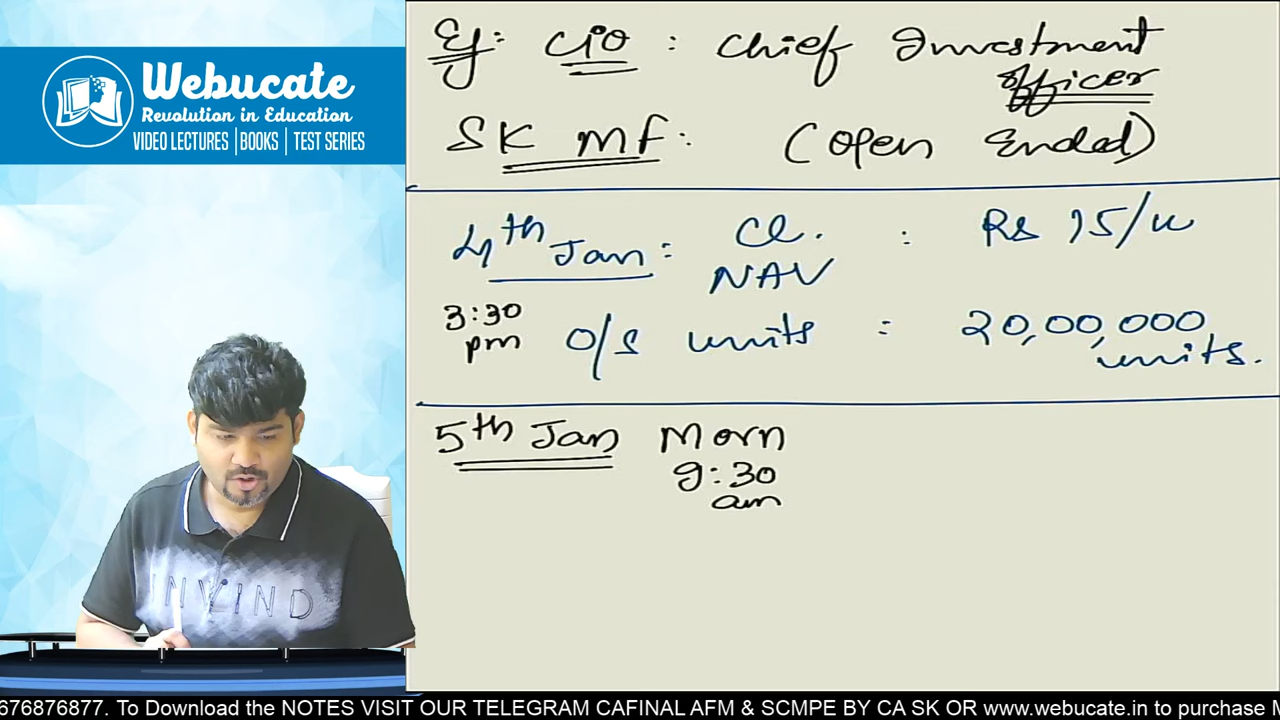 Webucate
Revolution in Education
VIDEO LECTURES | BOOKS | TEST SERIES
Eg: CIO : Chief Investment
officer
SK MF: (open Ended)
4th Jan: Cl. NAV : Rs 15/u
3:30 pm O/S units = 20,00,000 units.
5th Jan Morn
9:30
am
INVIND
676876877. To Download the NOTES VISIT OUR TELEGRAM CAFINAL AFM & SCMPE BY CA SK OR www.webucate.in to purchase M